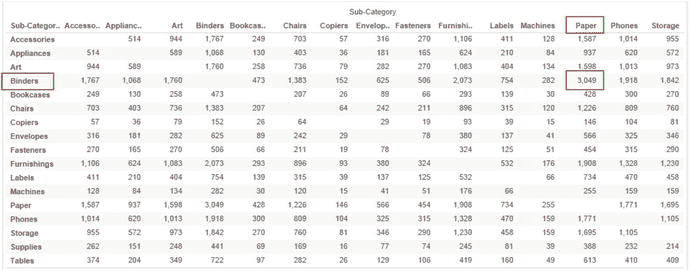 Sub-Category
Sub-Categor.. Accesso.. Applianc.. Art Binders Bookcas.. Chairs Copiers Envelop.. Fasteners Furnishi.. Labels Machines Paper Phones Storage
Accessories 514 944 1,767 249 703 57 316 270 1,106 411 128 1,587 1,014 955
Appliances 514 589 1,068 130 403 36 181 165 624 210 84 937 620 572
Art 944 589 1,760 258 736 79 282 270 1,083 404 134 1,598 1,013 973
Binders 1,767 1,068 1,760 473 1,383 152 625 506 2,073 754 282 3,049 1,918 1,842
Bookcases 249 130 258 473 207 26 89 66 293 139 30 428 300 270
Chairs 703 403 736 1,383 207 64 242 211 896 315 120 1,226 809 760
Copiers 57 36 79 152 26 64 29 19 93 39 15 146 104 81
Envelopes 316 181 282 625 89 242 29 78 380 137 41 566 325 346
Fasteners 270 165 270 506 66 211 19 78 324 125 51 454 315 290
Furnishings 1,106 624 1,083 2,073 293 896 93 380 324 532 176 1,908 1,328 1,230
Labels 411 210 404 754 139 315 39 137 125 532 66 734 470 458
Machines 128 84 134 282 30 120 15 41 51 176 66 255 159 159
Paper 1,587 937 1,598 3,049 428 1,226 146 566 454 1,908 734 255 1,771 1,695
Phones 1,014 620 1,013 1,918 300 809 104 325 315 1,328 470 159 1,771 1,105
Storage 955 572 973 1,842 270 760 81 346 290 1,230 458 159 1,695 1,105
Supplies 262 151 248 441 69 169 16 77 74 245 81 39 388 232 214
Tables 374 204 349 722 97 282 26 129 106 419 160 49 613 410 409